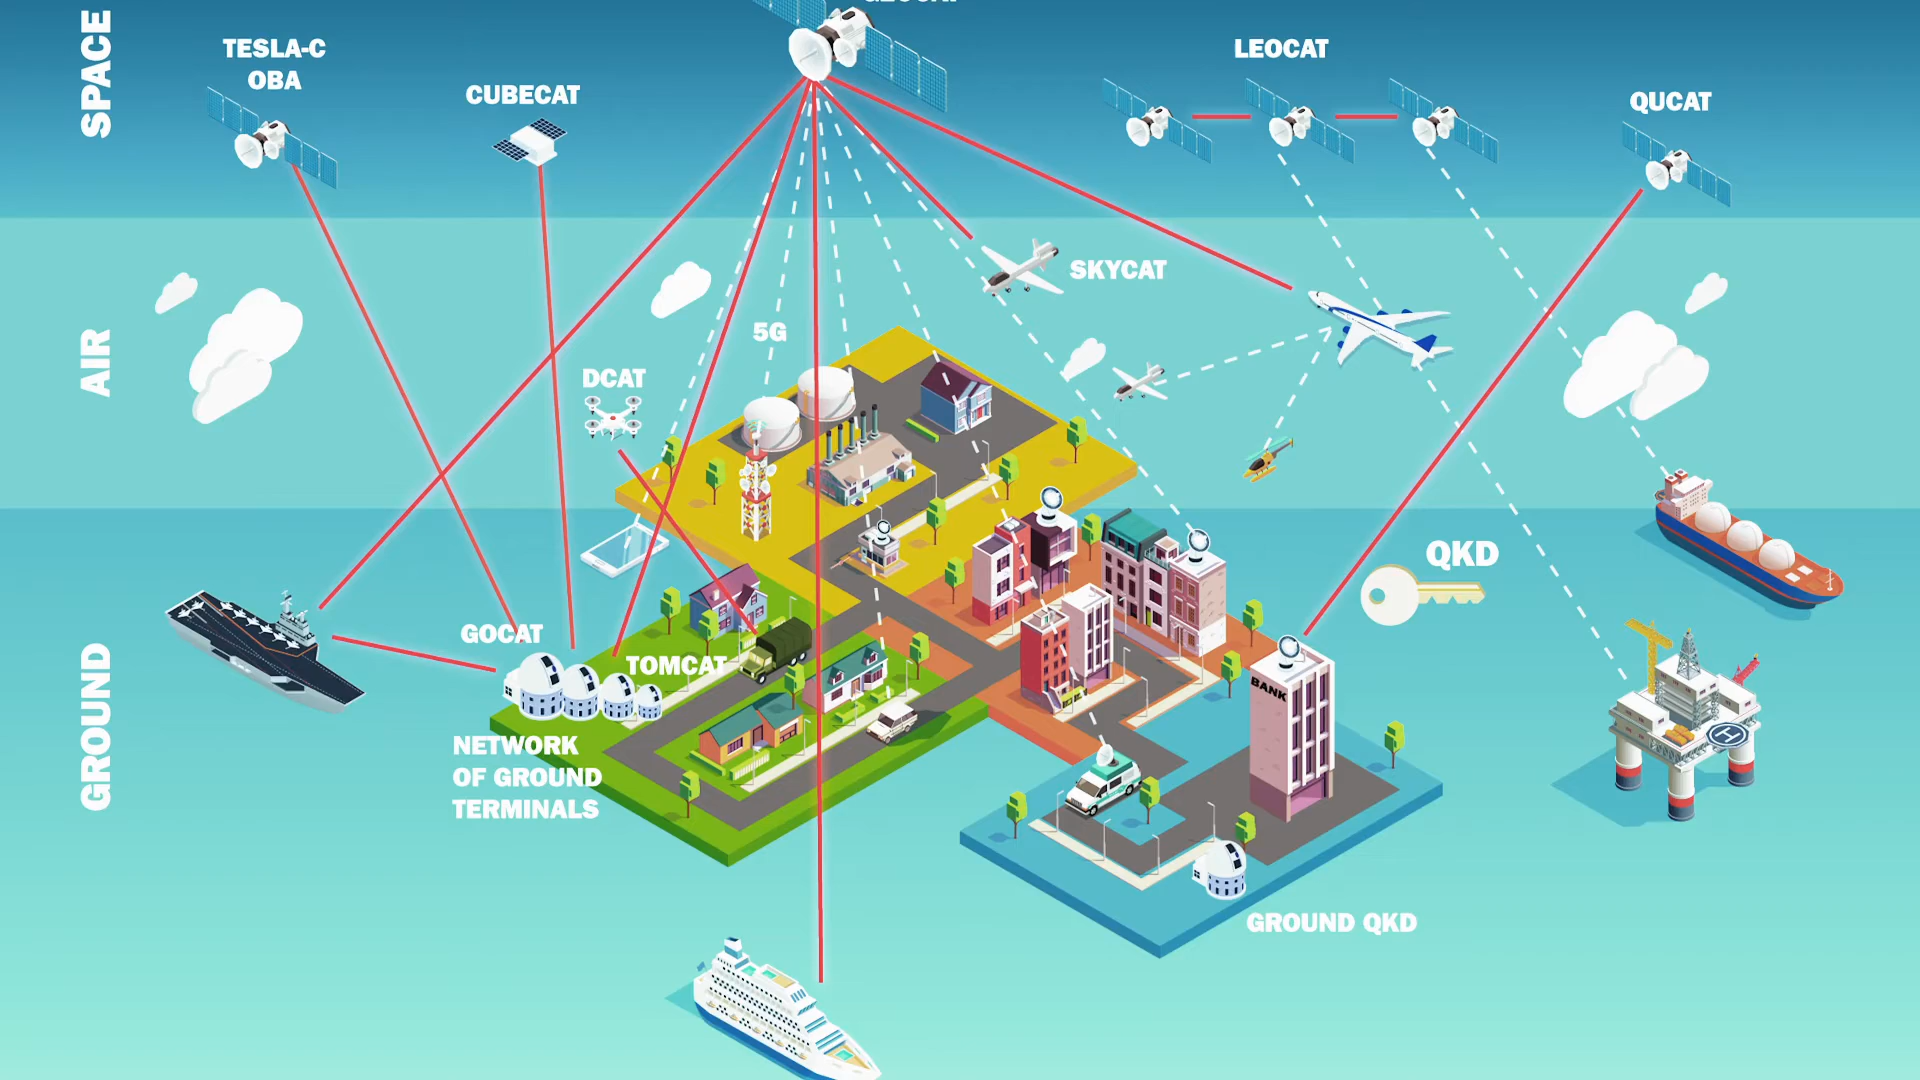 SPACE
TESLA-C
OBA
CUBECAT
LEOCAT
QUCAT
AIR
SKYCAT
5G
DCAT
QKD
GROUND
GOCAT
TOMCAT
BANK
NETWORK
OF GROUND
TERMINALS
H
GROUND QKD